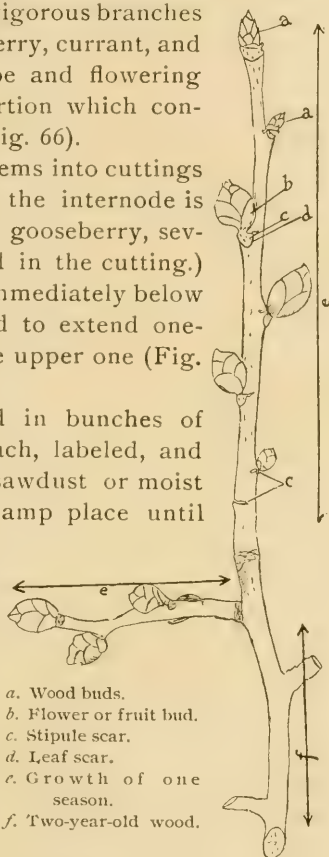 igorous branches
erry, currant, and
pe and flowering
rtion which con-
ig. 66).
ems into cuttings
the internode is
gooseberry, sev-
l in the cutting.)
mmediately below
d to extend one-
e upper one (Fig.
d in bunches of
ach, labeled, and
sawdust or moist
amp place until
a
a
b
c
d
e
c
e
f
a. Wood buds.
b. Flower or fruit bud.
c. Stipule scar.
d. Leaf scar.
e. Growth of one
season.
f. Two-year-old wood.